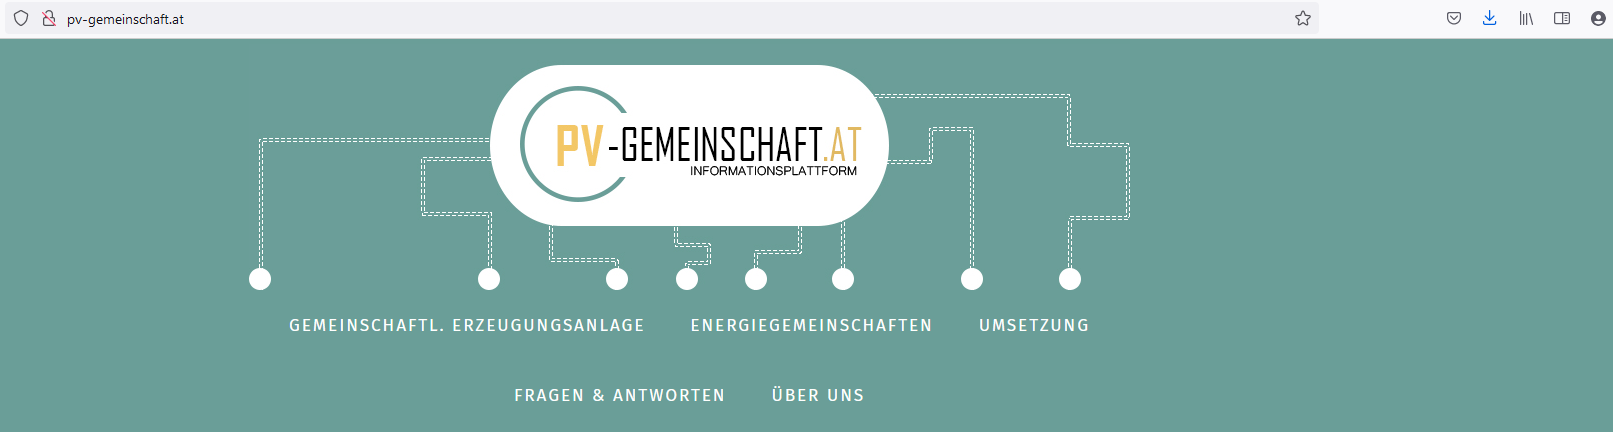 pv-gemeinschaft.at
PV-GEMEINSCHAFT.AT
INFORMATIONSPLATTFORM
GEMEINSCHAFTL. ERZEUGUNGSANLAGE ENERGIEGEMEINSCHAFTEN UMSETZUNG
FRAGEN & ANTWORTEN ÜBER UNS